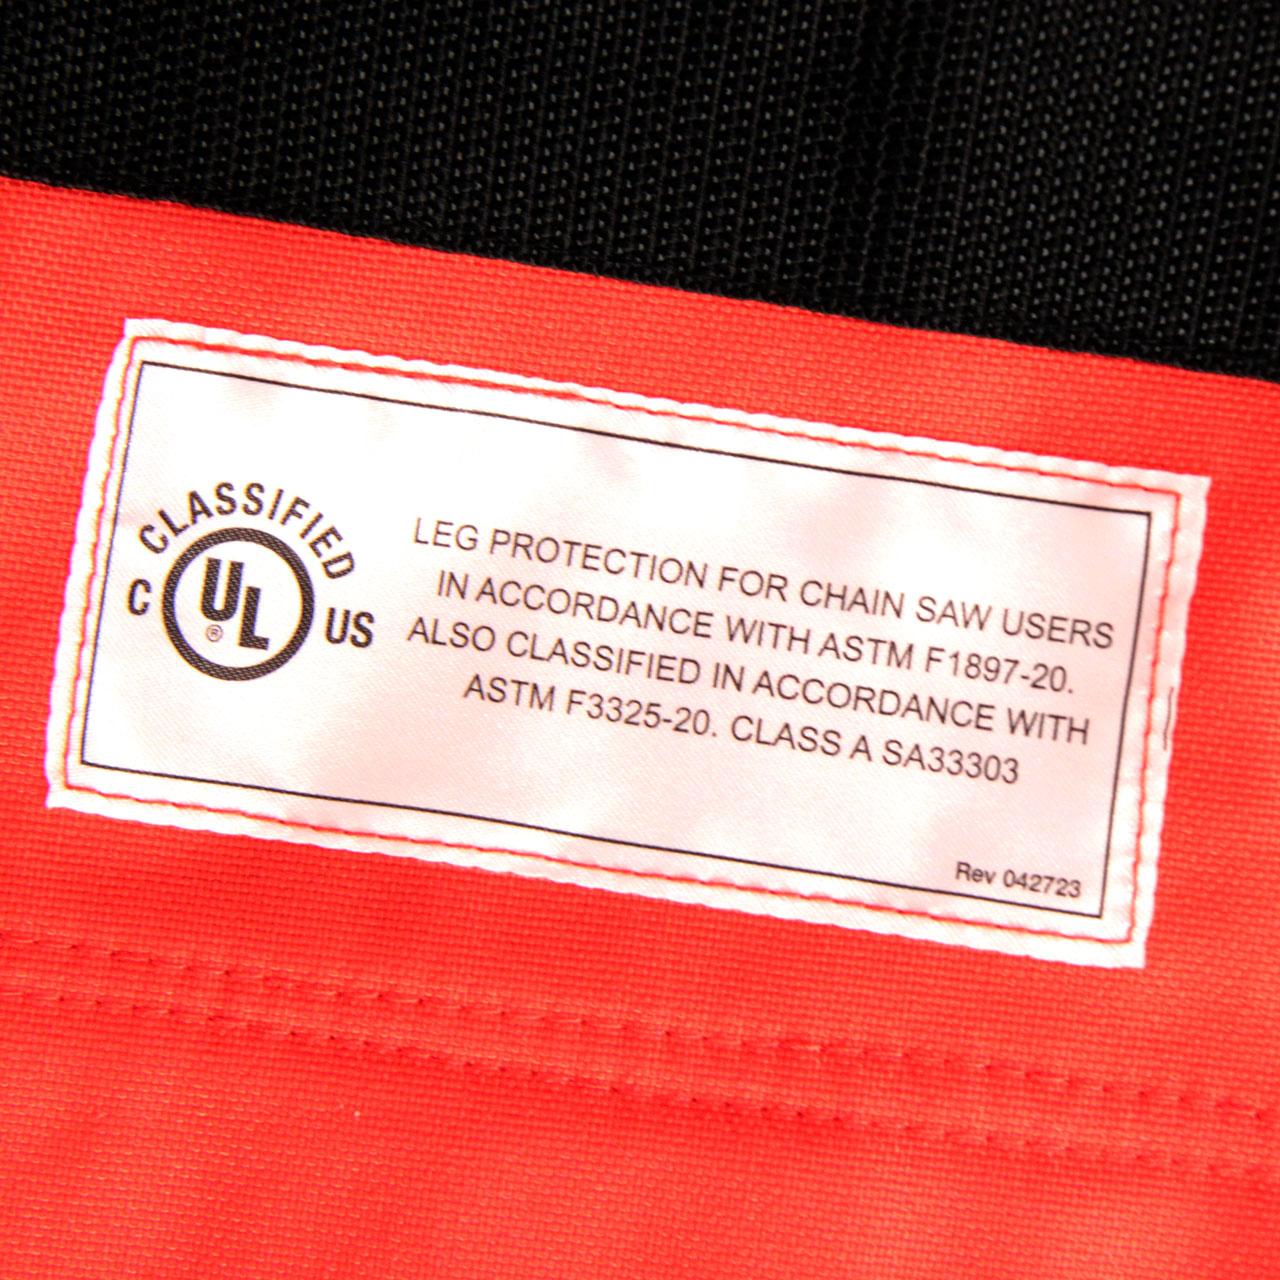 CLASSIFIED
C UL® US
LEG PROTECTION FOR CHAIN SAW USERS
IN ACCORDANCE WITH ASTM F1897-20.
ALSO CLASSIFIED IN ACCORDANCE WITH
ASTM F3325-20. CLASS A SA33303
Rev 042723